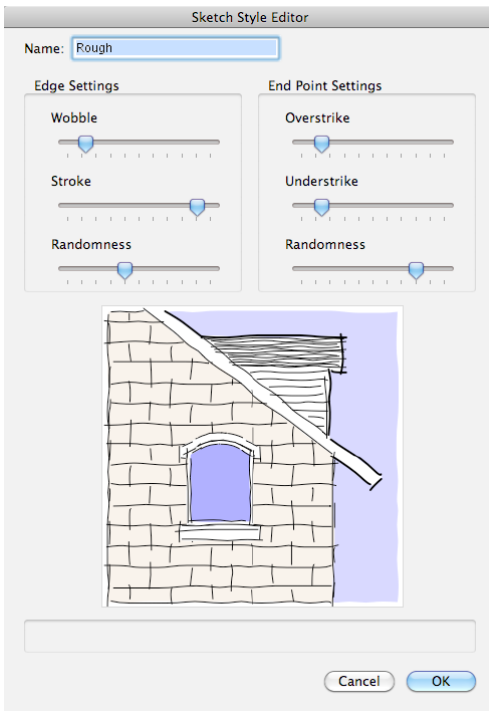 Sketch Style Editor
Name: Rough
Edge Settings
Wobble
Stroke
Randomness
End Point Settings
Overstrike
Understrike
Randomness
Cancel
OK